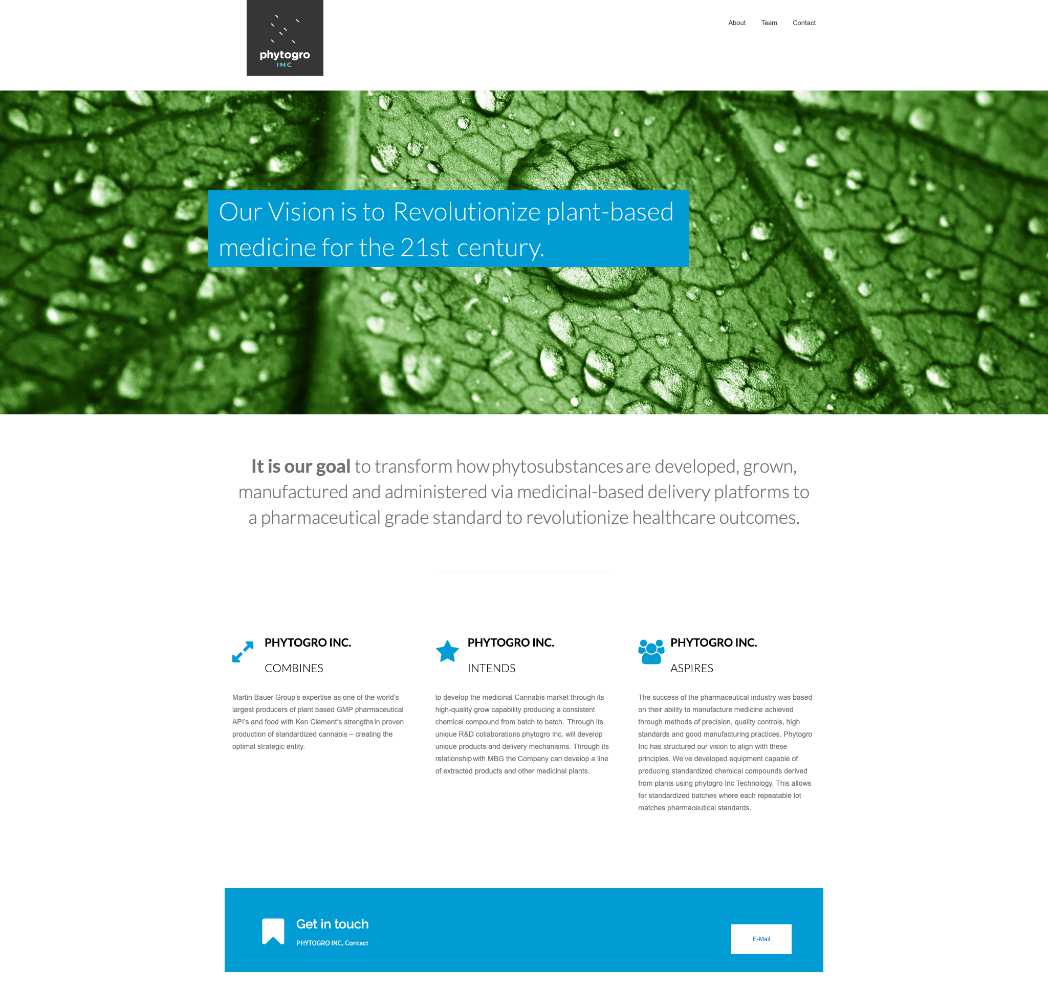 phytogro
INC
About Team Contact
Our Vision is to Revolutionize plant-based
medicine for the 21st century.
It is our goal to transform how phytosubstances are developed, grown,
manufactured and administered via medicinal-based delivery platforms to
a pharmaceutical grade standard to revolutionize healthcare outcomes.
PHYTOGRO INC.
COMBINES
Martin Bauer Group's expertise as one of the world's
largest producers of plant based GMP pharmaceutical
API's and food with Ken Clement's strengths in proven
production of standardized cannabis – creating the
optimal strategic entity.
PHYTOGRO INC.
INTENDS
to develop the medicinal Cannabis market through its
high-quality grow capability producing a consistent
chemical compound from batch to batch. Through its
unique R&D collaborations phytogro Inc. will develop
unique products and delivery mechanisms. Through its
relationship with MBG the Company can develop a line
of extracted products and other medicinal plants.
PHYTOGRO INC.
ASPIRES
The success of the pharmaceutical industry was based
on their ability to manufacture medicine achieved
through methods of precision, quality controls, high
standards and good manufacturing practices. Phytogro
Inc has structured our vision to align with these
principles. We've developed equipment capable of
producing standardized chemical compounds derived
from plants using phytogro Inc Technology. This allows
for standardized batches where each repeatable lot
matches pharmaceutical standards.
Get in touch
PHYTOGRO INC. Contact
E-Mail